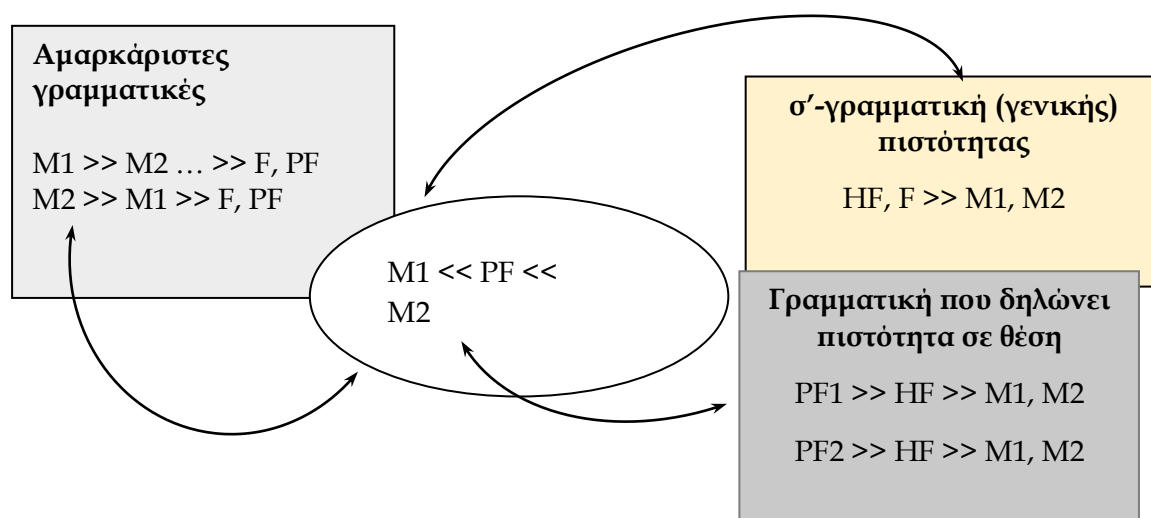 Αμαρκάριστες
γραμματικές
M1 >> M2 … >> F, PF
M2 >> M1 >> F, PF
M1 << PF <<
M2
σ’-γραμματική (γενικής)
πιστότητας
HF, F >> M1, M2
Γραμματική που δηλώνει
πιστότητα σε θέση
PF1 >> HF >> M1, M2
PF2 >> HF >> M1, M2